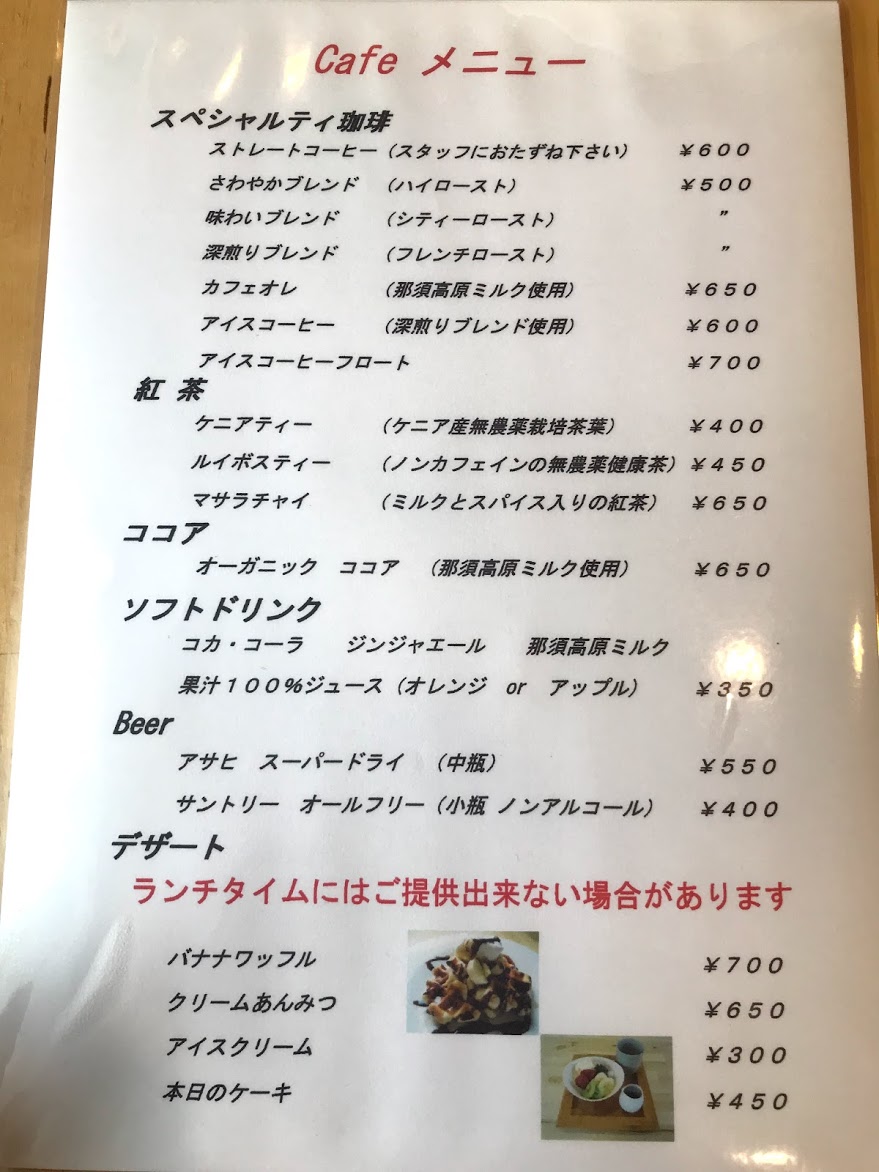 Cafe メニュー
スペシャルティ珈琲
ストレートコーヒー（スタッフにおたずね下さい） ￥６００
さわやかブレンド （ハイロースト） ￥５００
味わいブレンド （シティーロースト） ”
深煎りブレンド （フレンチロースト） ”
カフェオレ （那須高原ミルク使用） ￥６５０
アイスコーヒー （深煎りブレンド使用） ￥６００
アイスコーヒーフロート ￥７００
紅 茶
ケニアティー （ケニア産無農薬栽培茶葉） ￥４００
ルイボスティー （ノンカフェインの無農薬健康茶） ￥４５０
マサラチャイ （ミルクとスパイス入りの紅茶） ￥６５０
ココア
オーガニック ココア （那須高原ミルク使用） ￥６５０
ソフトドリンク
コカ・コーラ ジンジャエール 那須高原ミルク
果汁１００％ジュース（オレンジ or アップル） ￥３５０
Beer
アサヒ スーパードライ （中瓶） ￥５５０
サントリー オールフリー（小瓶 ノンアルコール） ￥４００
デザート
ランチタイムにはご提供出来ない場合があります
バナナワッフル ￥７００
クリームあんみつ ￥６５０
アイスクリーム ￥３００
本日のケーキ ￥４５０